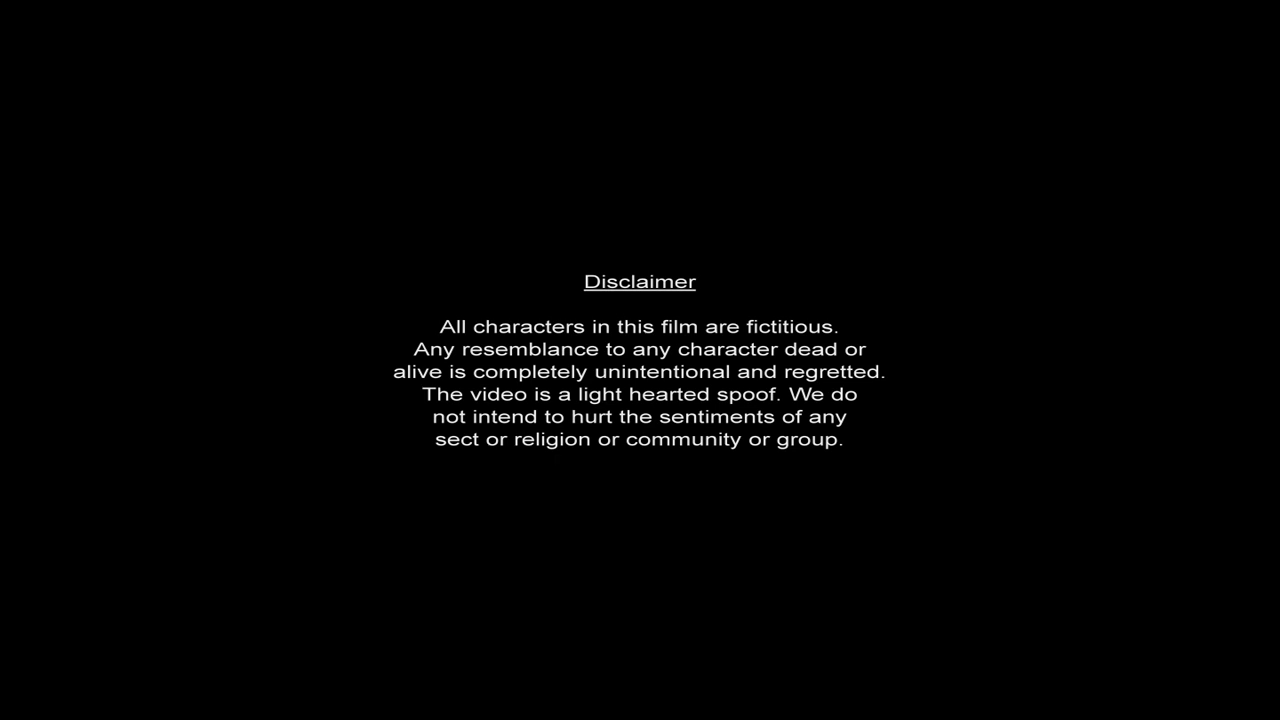 Disclaimer
All characters in this film are fictitious.
Any resemblance to any character dead or
alive is completely unintentional and regretted.
The video is a light hearted spoof. We do
not intend to hurt the sentiments of any
sect or religion or community or group.